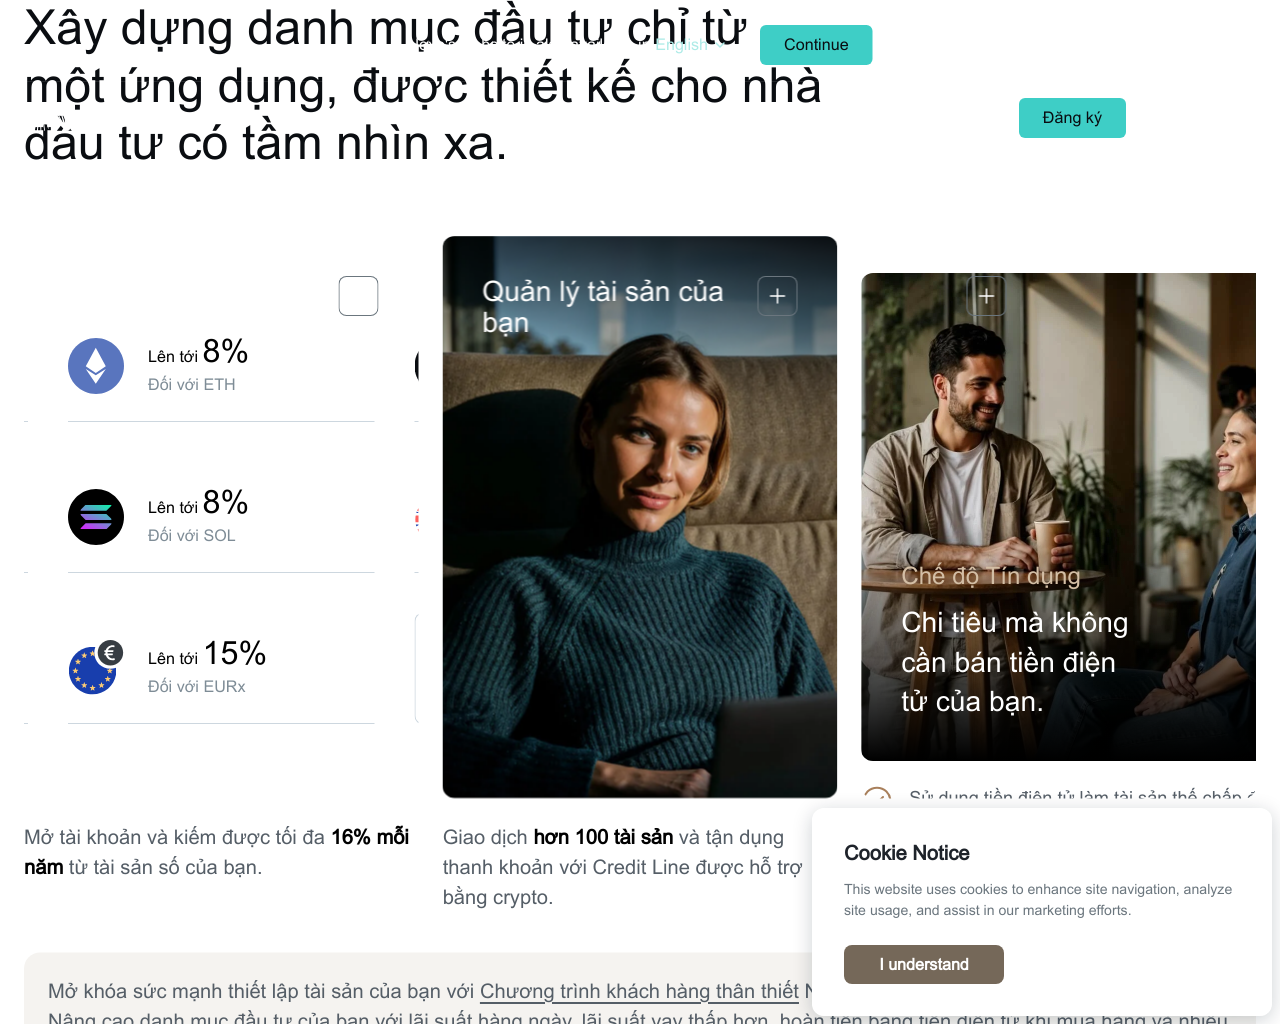 Xây dựng danh mục đầu tư chỉ từ
một ứng dụng, được thiết kế cho nhà
đầu tư có tầm nhìn xa.
English
Continue
Đăng ký
Lên tới 8%
Đối với ETH
Lên tới 8%
Đối với SOL
€
Lên tới 15%
Đối với EURx
Mở tài khoản và kiếm được tối đa 16% mỗi
năm từ tài sản số của bạn.
Quản lý tài sản của
bạn
Giao dịch hơn 100 tài sản và tận dụng
thanh khoản với Credit Line được hỗ trợ
bằng crypto.
Chế độ Tín dụng
Chi tiêu mà không
cần bán tiền điện
tử của bạn.
Sử dụng tiền điện tử làm tài sản thế chấp
Cookie Notice
This website uses cookies to enhance site navigation, analyze
site usage, and assist in our marketing efforts.
I understand
Mở khóa sức mạnh thiết lập tài sản của bạn với Chương trình khách hàng thân thiết
Nâng cao danh mục đầu tư của bạn với lãi suất hàng ngày, lãi suất vay thấp hơn, hoàn tiền bằng tiền điện tử khi mua hàng và nhiều